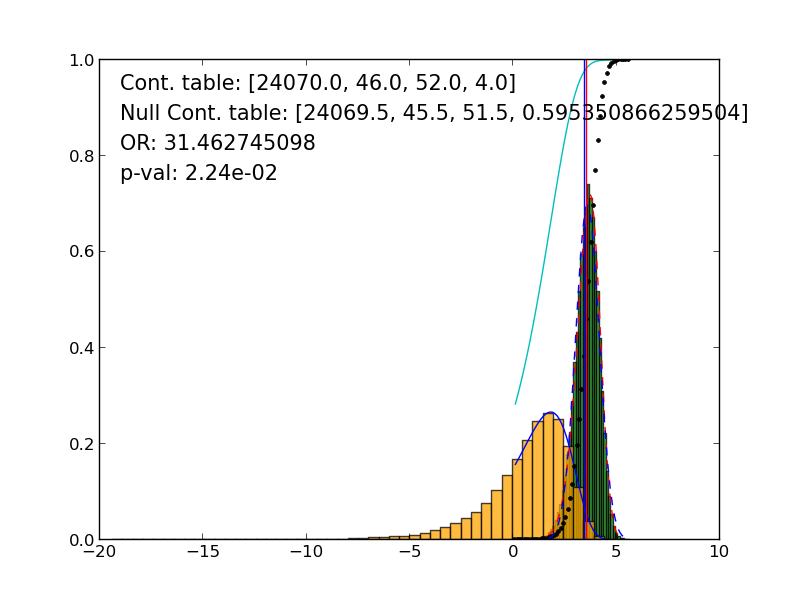 Cont. table: [24070.0, 46.0, 52.0, 4.0]
Null Cont. table: [24069.5, 45.5, 51.5, 0.595350866259504]
OR: 31.462745098
p-val: 2.24e-02
1.0
0.8
0.6
0.4
0.2
0.0
−20 −15 −10 −5 0 5 10